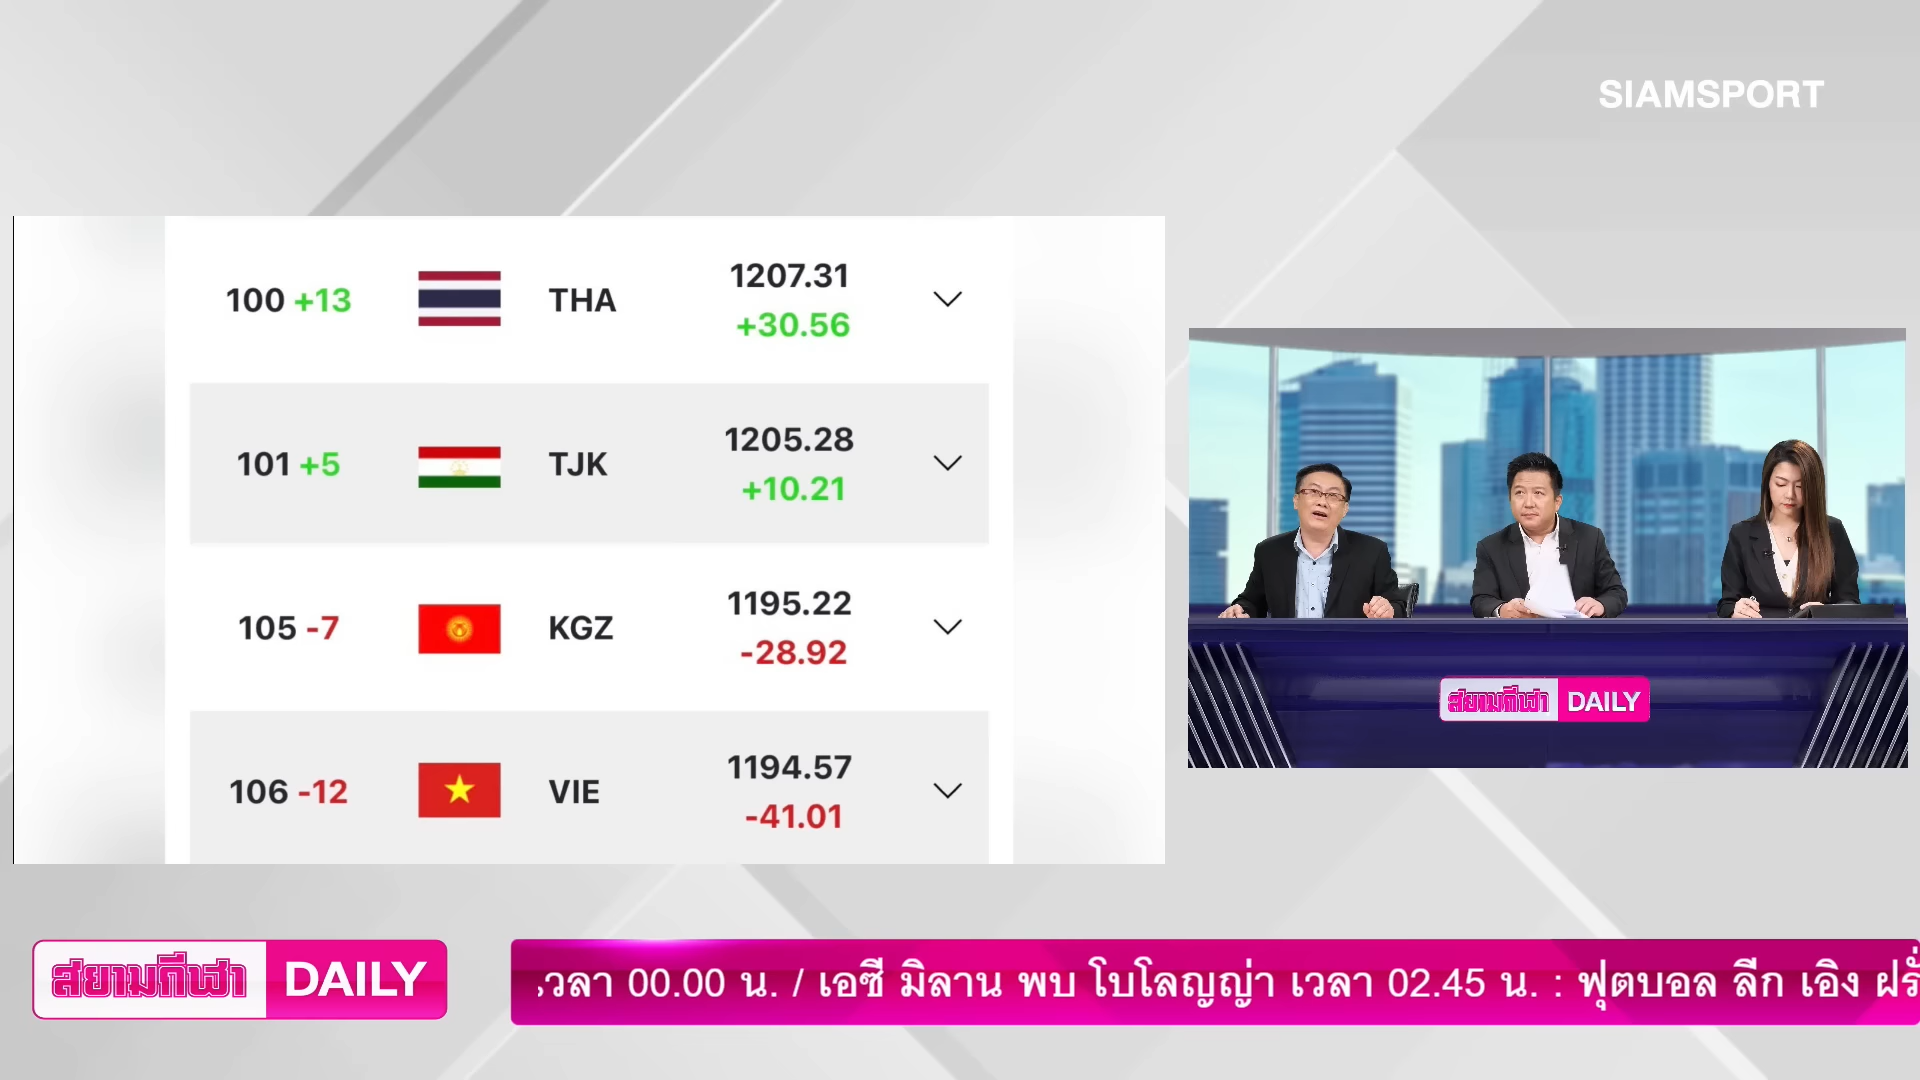 SIAMSPORT
100 +13 THA 1207.31
+30.56
101 +5 TJK 1205.28
+10.21
105 -7 KGZ 1195.22
-28.92
106 -12 VIE 1194.57
-41.01
สยามกีฬา DAILY
สยามกีฬา DAILY
เวลา 00.00 น. / เอซี มิลาน พบ โบโลญญ่า เวลา 02.45 น. : ฟุตบอล ลีก เอิง ฝรั่